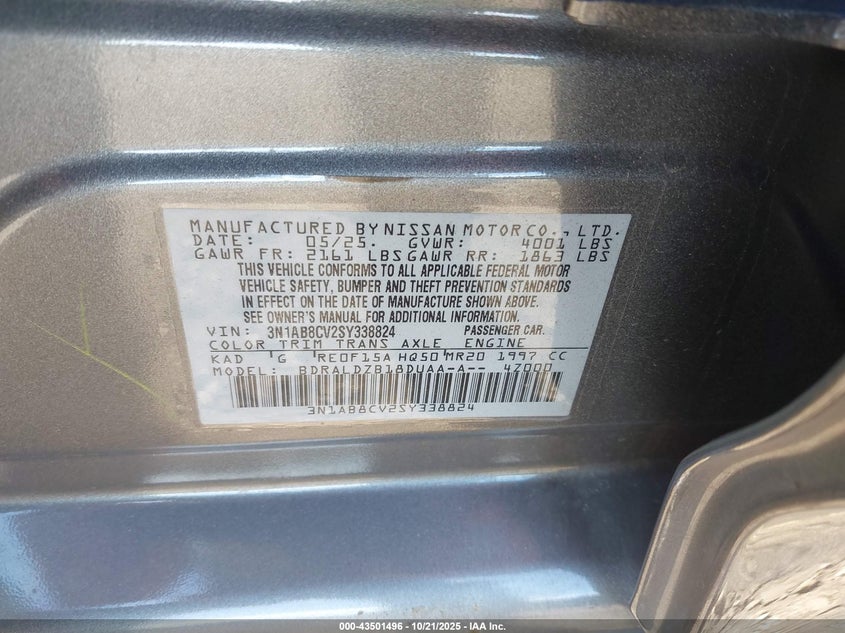 MANUFACTURED BY NISSAN MOTOR CO., LTD.
DATE: 05/25. GVWR: 4001 LBS
GAWR FR: 2161 LBS GAWR RR: 1863 LBS
THIS VEHICLE CONFORMS TO ALL APPLICABLE FEDERAL MOTOR
VEHICLE SAFETY, BUMPER AND THEFT PREVENTION STANDARDS
IN EFFECT ON THE DATE OF MANUFACTURE SHOWN ABOVE.
SEE OWNER'S MANUAL FOR ADDITIONAL INFORMATION.
VIN: 3N1AB8CV2SY338824 PASSENGER CAR.
COLOR TRIM TRANS AXLE ENGINE
KAD G RE0F15A HQ50 MR20 1997 CC
MODEL: BDRALDZB18DUAA-A-- 4Z000
3N1AB8CV2SY338824
000-43501496 - 10/21/2025 - IAA Inc.